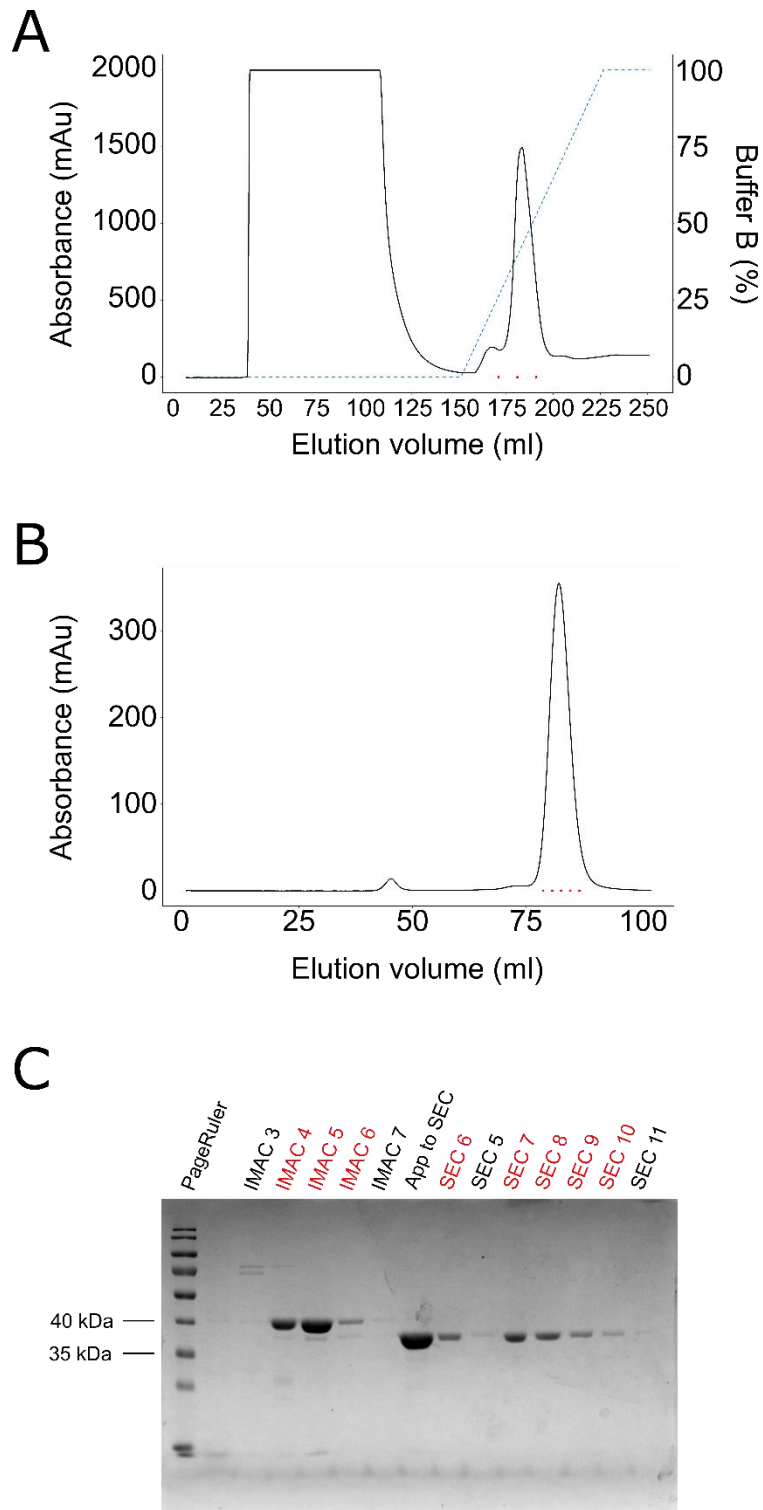 A
2000
1500
1000
500
0
Absorbance (mAu)
100
75
50
25
0
Buffer B (%)
0 25 50 75 100 125 150 175 200 225 250
Elution volume (ml)
B
300
200
100
0
Absorbance (mAu)
0 25 50 75 100
Elution volume (ml)
C
PageRuler
IMAC 3
IMAC 4
IMAC 5
IMAC 6
IMAC 7
App to SEC
SEC 6
SEC 5
SEC 7
SEC 8
SEC 9
SEC 10
SEC 11
40 kDa
35 kDa